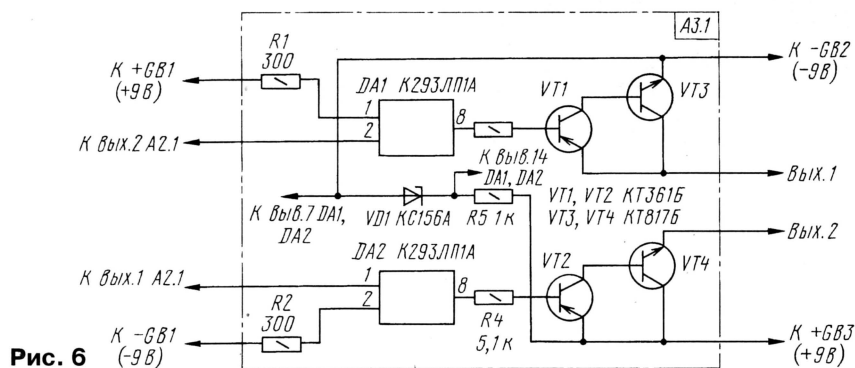 А3.1
R1
300
К +GB1
(+9В)
DA1 К293ЛП1А
1
2
8
К Вых.2 А2.1
VT1
VT3
К -GB2
(-9В)
К выв.14
DA1, DA2
Вых.1
К Выв.7 DA1,
DA2
VD1 КС156А
R5 1к
VT1, VT2 КТ361Б
VT3, VT4 КТ817Б
Вых.2
DA2 К293ЛП1А
1
2
8
К Вых.1 А2.1
R2
300
R4
5,1к
VT2
VT4
К -GB1
(-9В)
К +GB3
(+9В)
Рис. 6